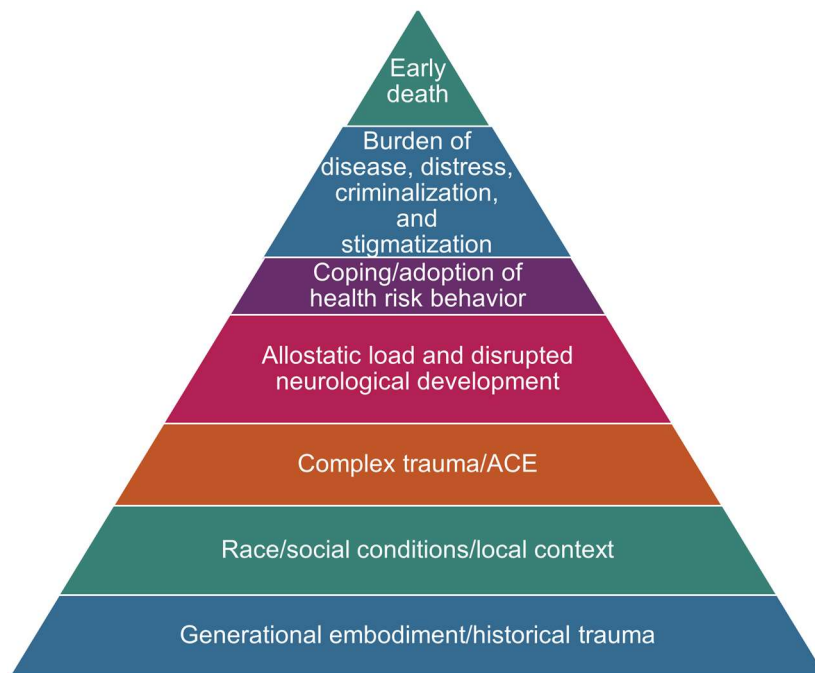 Early
death
Burden of
disease, distress,
criminalization,
and
stigmatization
Coping/adoption of
health risk behavior
Allostatic load and disrupted
neurological development
Complex trauma/ACE
Race/social conditions/local context
Generational embodiment/historical trauma